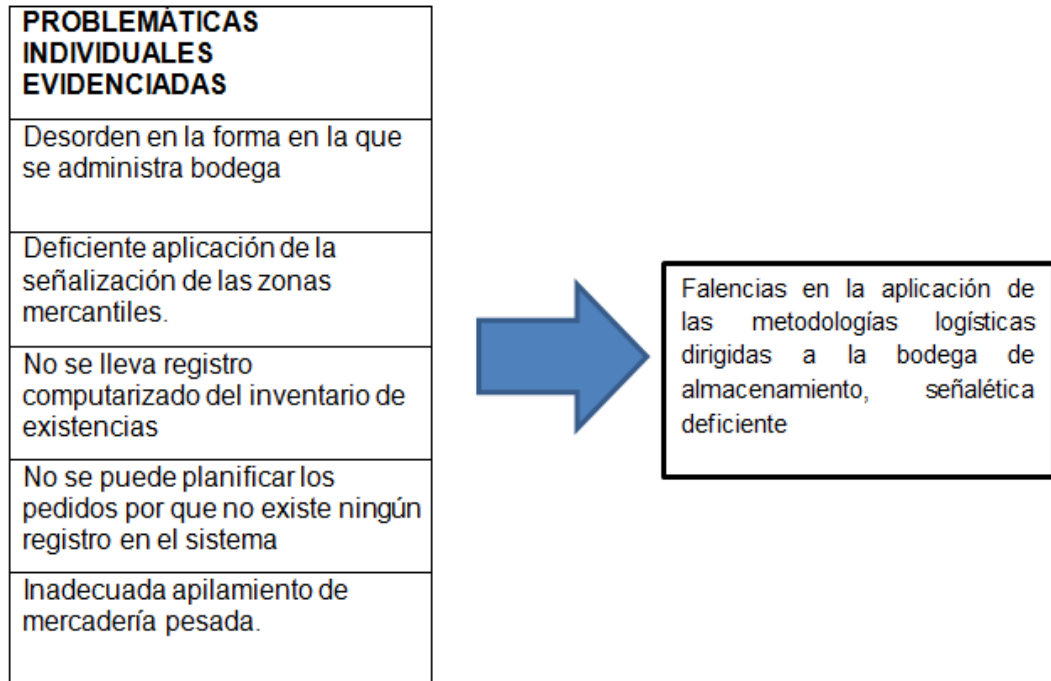 PROBLEMÁTICAS
INDIVIDUALES
EVIDENCIADAS
Desorden en la forma en la que
se administra bodega
Deficiente aplicación de la
señalización de las zonas
mercantiles.
No se lleva registro
computarizado del inventario de
existencias
No se puede planificar los
pedidos por que no existe ningún
registro en el sistema
Inadecuada apilamiento de
mercadería pesada.
Falencias en la aplicación de
las metodologías logísticas
dirigidas a la bodega de
almacenamiento, señalética
deficiente